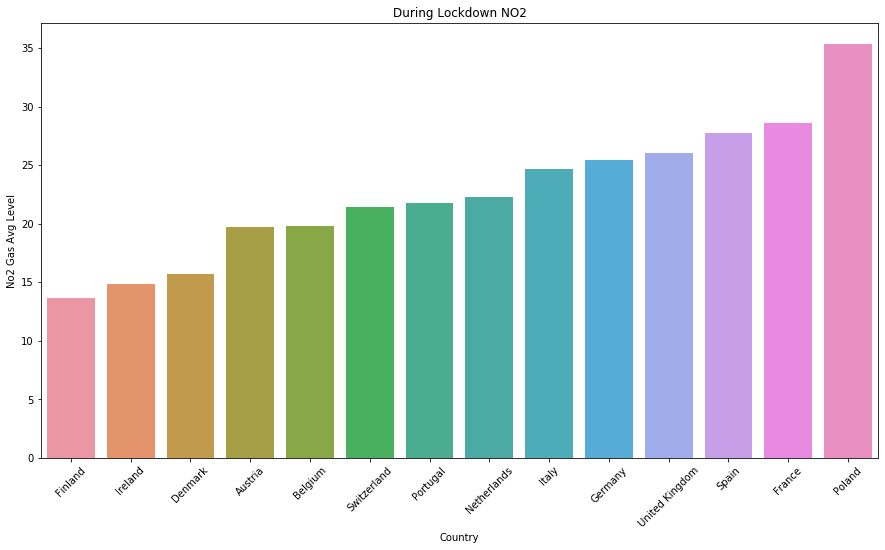 During Lockdown NO2
No2 Gas Avg Level
35
30
25
20
15
10
5
0
Finland
Ireland
Denmark
Austria
Belgium
Switzerland
Portugal
Netherlands
Italy
Germany
United Kingdom
Spain
France
Poland
Country